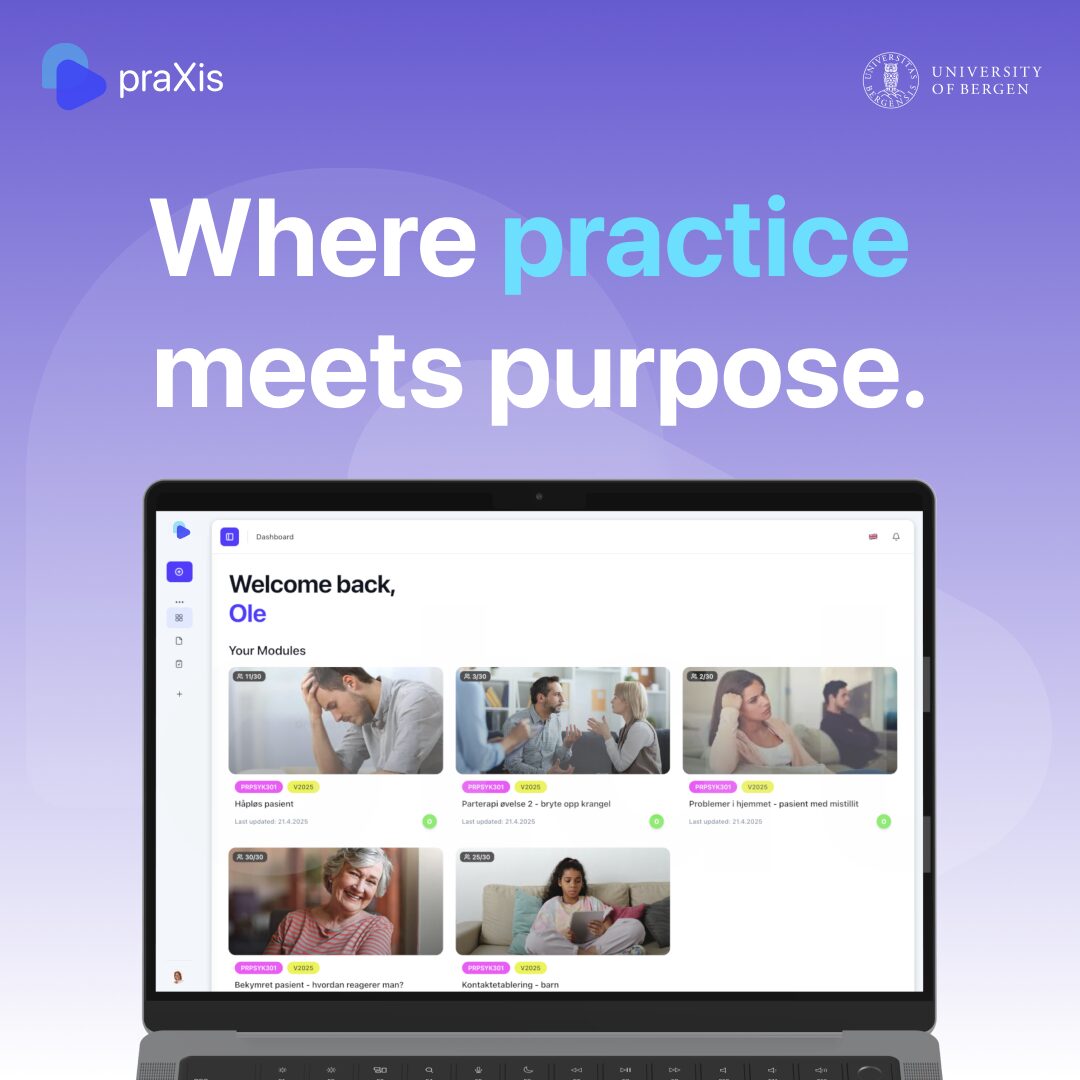 praXis
UNIVERSITAS BERGENSIS
UNIVERSITY
OF BERGEN
Where practice
meets purpose.
Dashboard
Welcome back,
Ole
Your Modules
11/30
3/30
2/30
PRPSYK301 V2025
PRPSYK301 V2025
PRPSYK301 V2025
Håpløs pasient
Parterapi øvelse 2 - bryte opp krangel
Problemer i hjemmet - pasient med mistillit
Last updated: 21.4.2025
0
Last updated: 21.4.2025
0
Last updated: 21.4.2025
0
30/30
25/30
PRPSYK301 V2025
PRPSYK301 V2025
Bekymret pasient - hvordan reagerer man?
Kontaktetablering - barn